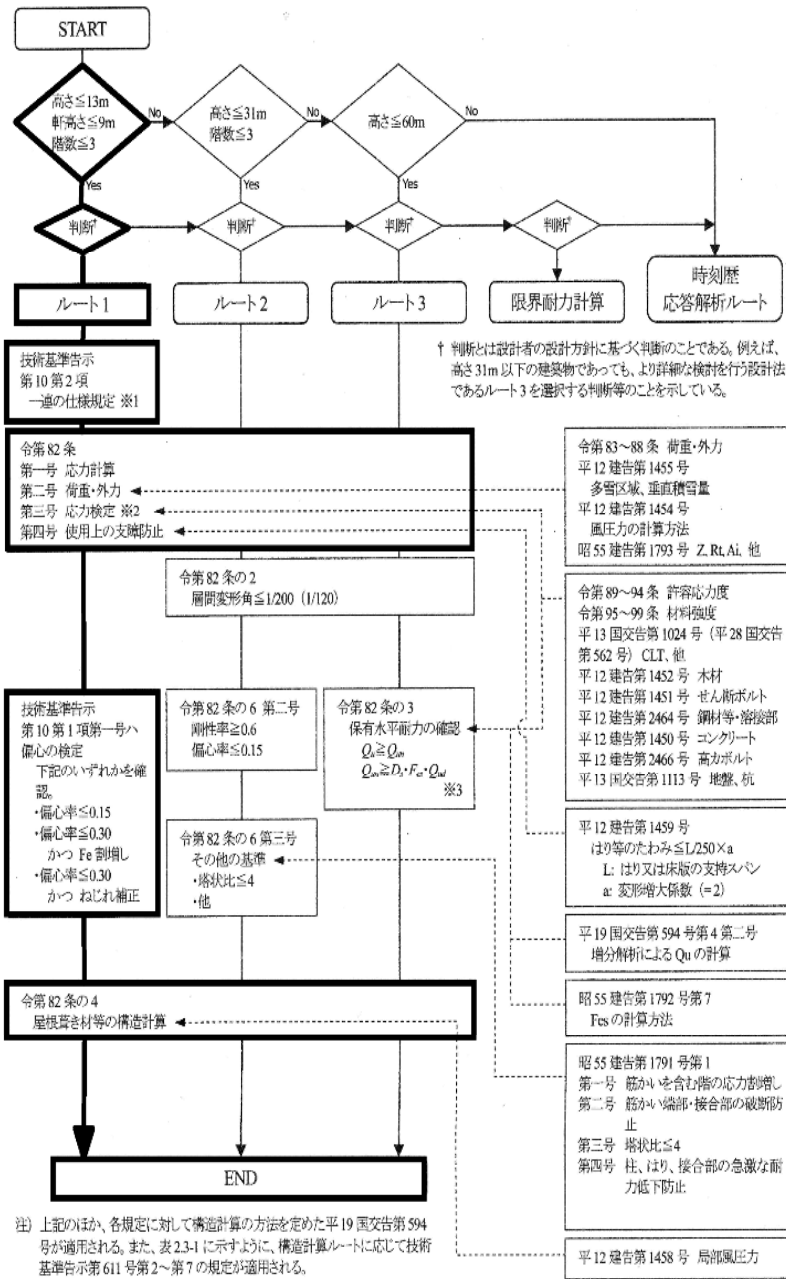 START
高さ≦13m
軒高さ≦9m
階数≦3
No
高さ≦31m
階数≦3
No
高さ≦60m
No
Yes
Yes
Yes
判断†
判断†
判断†
判断†
ルート1
ルート2
ルート3
限界耐力計算
時刻歴
応答解析ルート
† 判断とは設計者の設計方針に基づく判断のことである。例えば、
高さ31m以下の建築物であっても、より詳細な検討を行う設計法
であるルート3を選択する判断等のことを示している。
技術基準告示
第10第2項
一連の仕様規定 ※1
令第82条
第一号 応力計算
第二号 荷重・外力
第三号 応力検定 ※2
第四号 使用上の支障防止
令第82条の2
層間変形角≦1/200 (1/120)
技術基準告示
第10第1項第一号ハ
偏心の検定
下記のいずれかを確
認。
・偏心率≦0.15
・偏心率≦0.30
かつ Fe割増し
・偏心率≦0.30
かつ ねじれ補正
令第82条の6 第二号
剛性率≧0.6
偏心率≦0.15
令第82条の6 第三号
その他の基準
・塔状比≦4
・他
令第82条の3
保有水平耐力の確認
Qu≧Qun
Qun≧Ds・Fes・Qud
※3
令第82条の4
屋根葺き材等の構造計算
END
令第83～88条 荷重・外力
平12建告第1455号
多雪区域、垂直積雪量
平12建告第1454号
風圧力の計算方法
昭55建告第1793号 Z, Rt, Ai, 他
令第89～94条 許容応力度
令第95～99条 材料強度
平13国交告第1024号 (平28国交告
第562号) CLT、他
平12建告第1452号 木材
平12建告第1451号 せん断ボルト
平12建告第2464号 鋼材等・溶接部
平12建告第1450号 コンクリート
平12建告第2466号 高力ボルト
平13国交告第1113号 地盤、杭
平12建告第1459号
はり等のたわみ≦L/250×a
L: はり又は床版の支持スパン
a: 変形増大係数 (=2)
平19国交告第594号第4第二号
増分解析によるQuの計算
昭55建告第1792号第7
Fesの計算方法
昭55建告第1791号第1
第一号 筋かいを含む階の応力割増し
第二号 筋かい端部・接合部の破断防
止
第三号 塔状比≦4
第四号 柱、はり、接合部の急激な耐
力低下防止
平12建告第1458号 局部風圧力
注) 上記のほか、各規定に対して構造計算の方法を定めた平19国交告第594
号が適用される。また、表2.3-1に示すように、構造計算ルートに応じて技術
基準告示第611号第2～第7の規定が適用される。